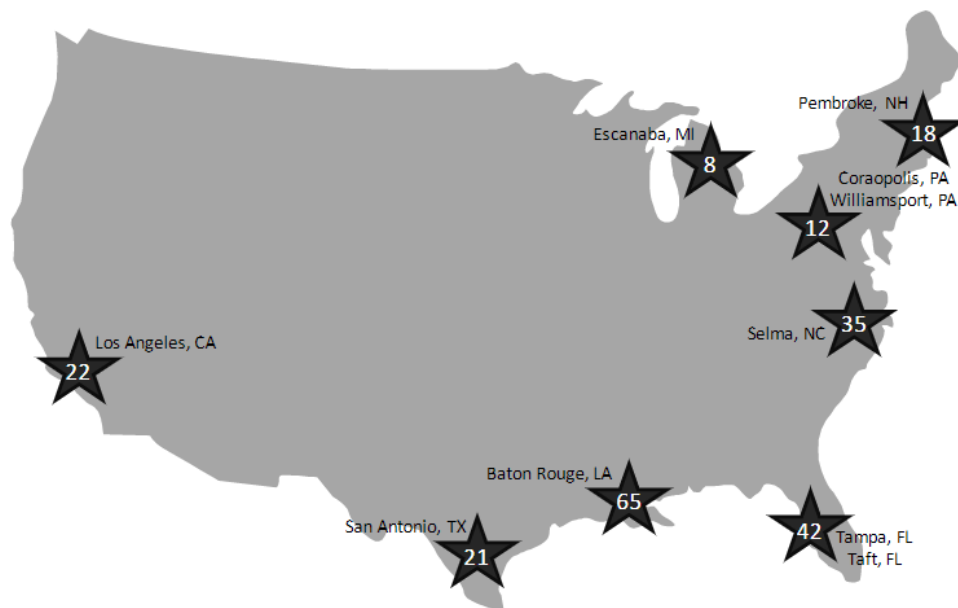 Pembroke, NH
18
Escanaba, MI
8
Coraopolis, PA
Williamsport, PA
12
Selma, NC
35
Los Angeles, CA
22
Baton Rouge, LA
65
San Antonio, TX
21
42
Tampa, FL
Taft, FL